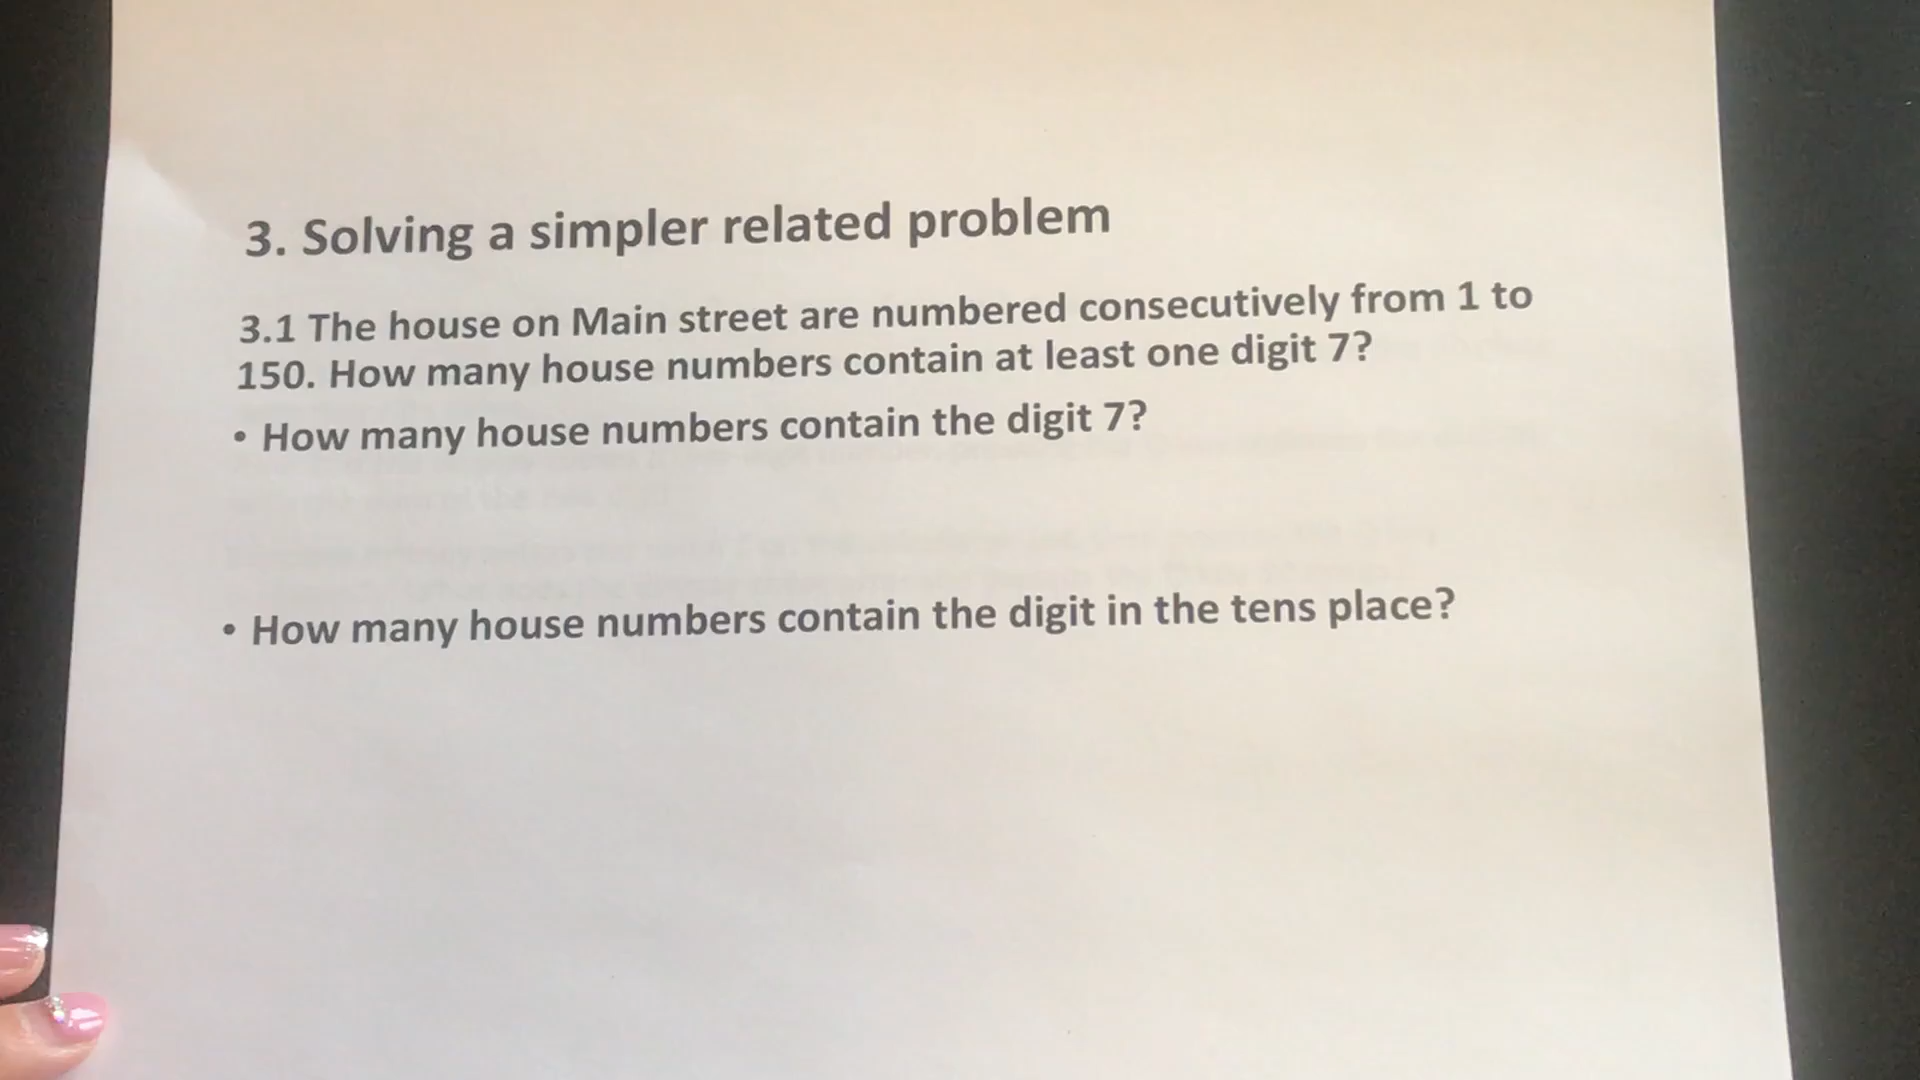 3. Solving a simpler related problem
3.1 The house on Main street are numbered consecutively from 1 to
150. How many house numbers contain at least one digit 7?
• How many house numbers contain the digit 7?
• How many house numbers contain the digit in the tens place?